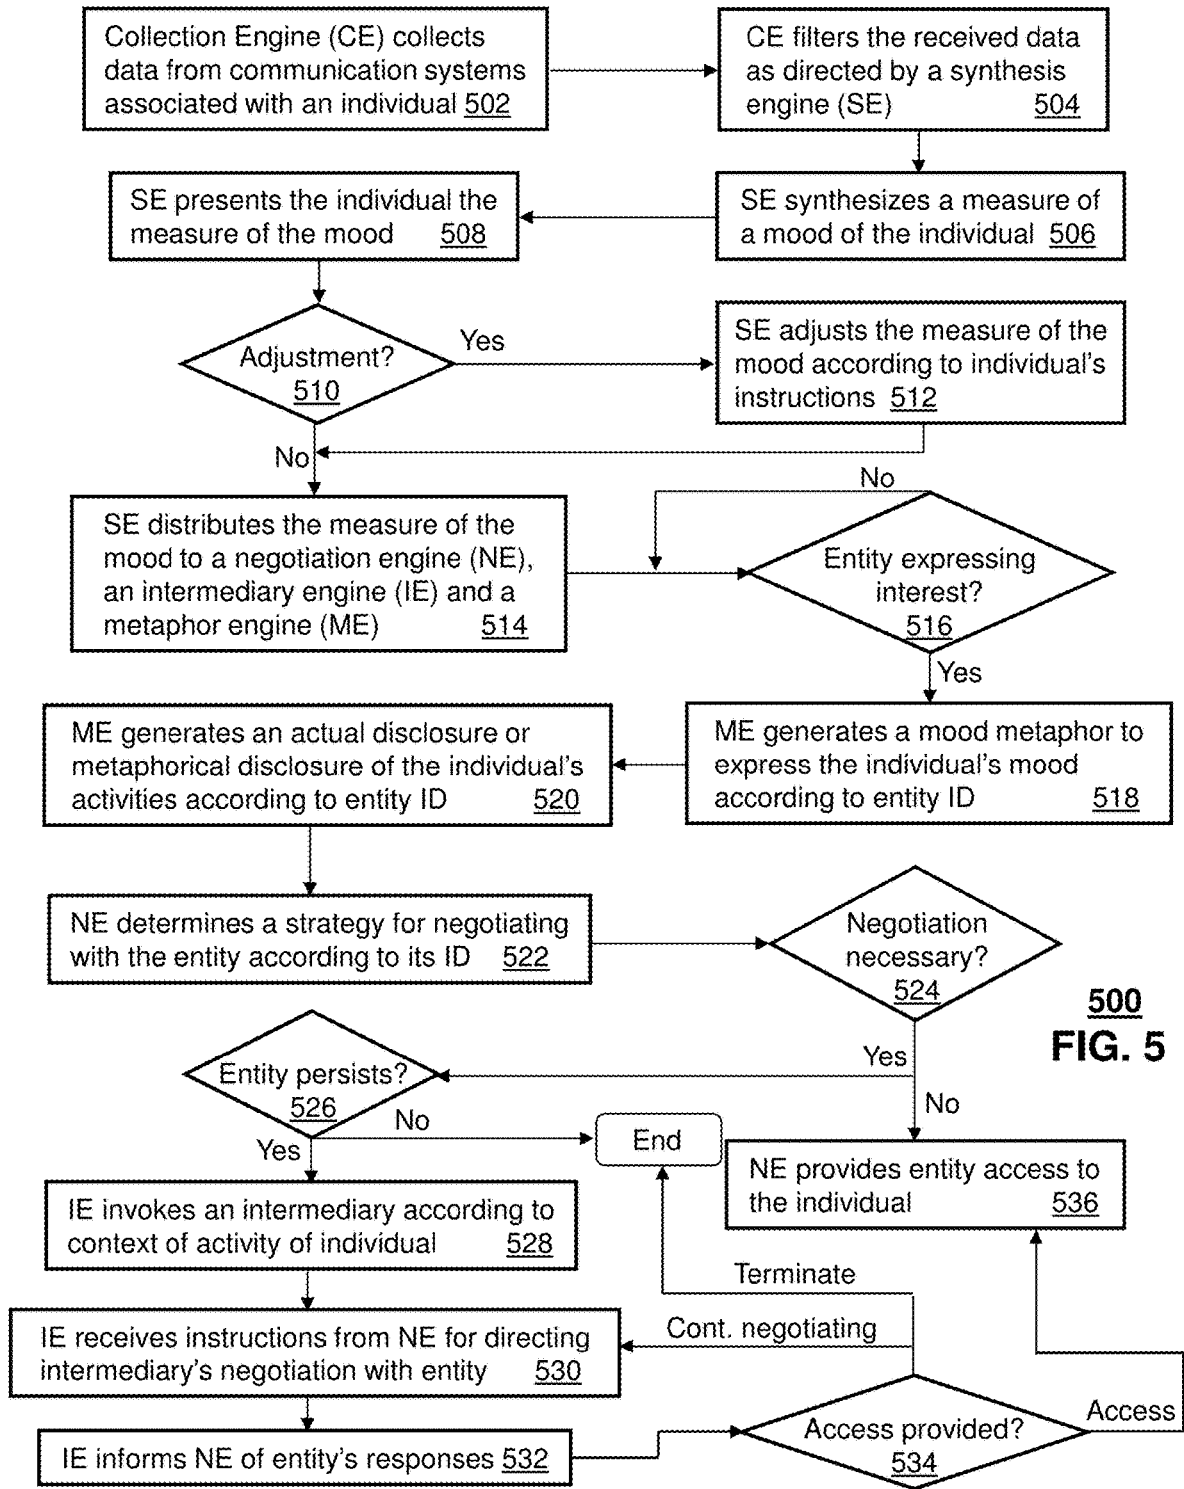 Collection Engine (CE) collects
data from communication systems
associated with an individual 502
CE filters the received data
as directed by a synthesis
engine (SE) 504
SE presents the individual the
measure of the mood 508
SE synthesizes a measure of
a mood of the individual 506
Adjustment?
510
Yes
SE adjusts the measure of the
mood according to individual's
instructions 512
No
SE distributes the measure of the
mood to a negotiation engine (NE),
an intermediary engine (IE) and a
metaphor engine (ME) 514
No
Entity expressing
interest?
516
Yes
ME generates an actual disclosure or
metaphorical disclosure of the individual's
activities according to entity ID 520
ME generates a mood metaphor to
express the individual's mood
according to entity ID 518
NE determines a strategy for negotiating
with the entity according to its ID 522
Negotiation
necessary?
524
500
FIG. 5
Yes
No
Entity persists?
526
No
Yes
End
NE provides entity access to
the individual 536
IE invokes an intermediary according to
context of activity of individual 528
Terminate
Cont. negotiating
IE receives instructions from NE for directing
intermediary's negotiation with entity 530
Access provided?
534
Access
IE informs NE of entity's responses 532